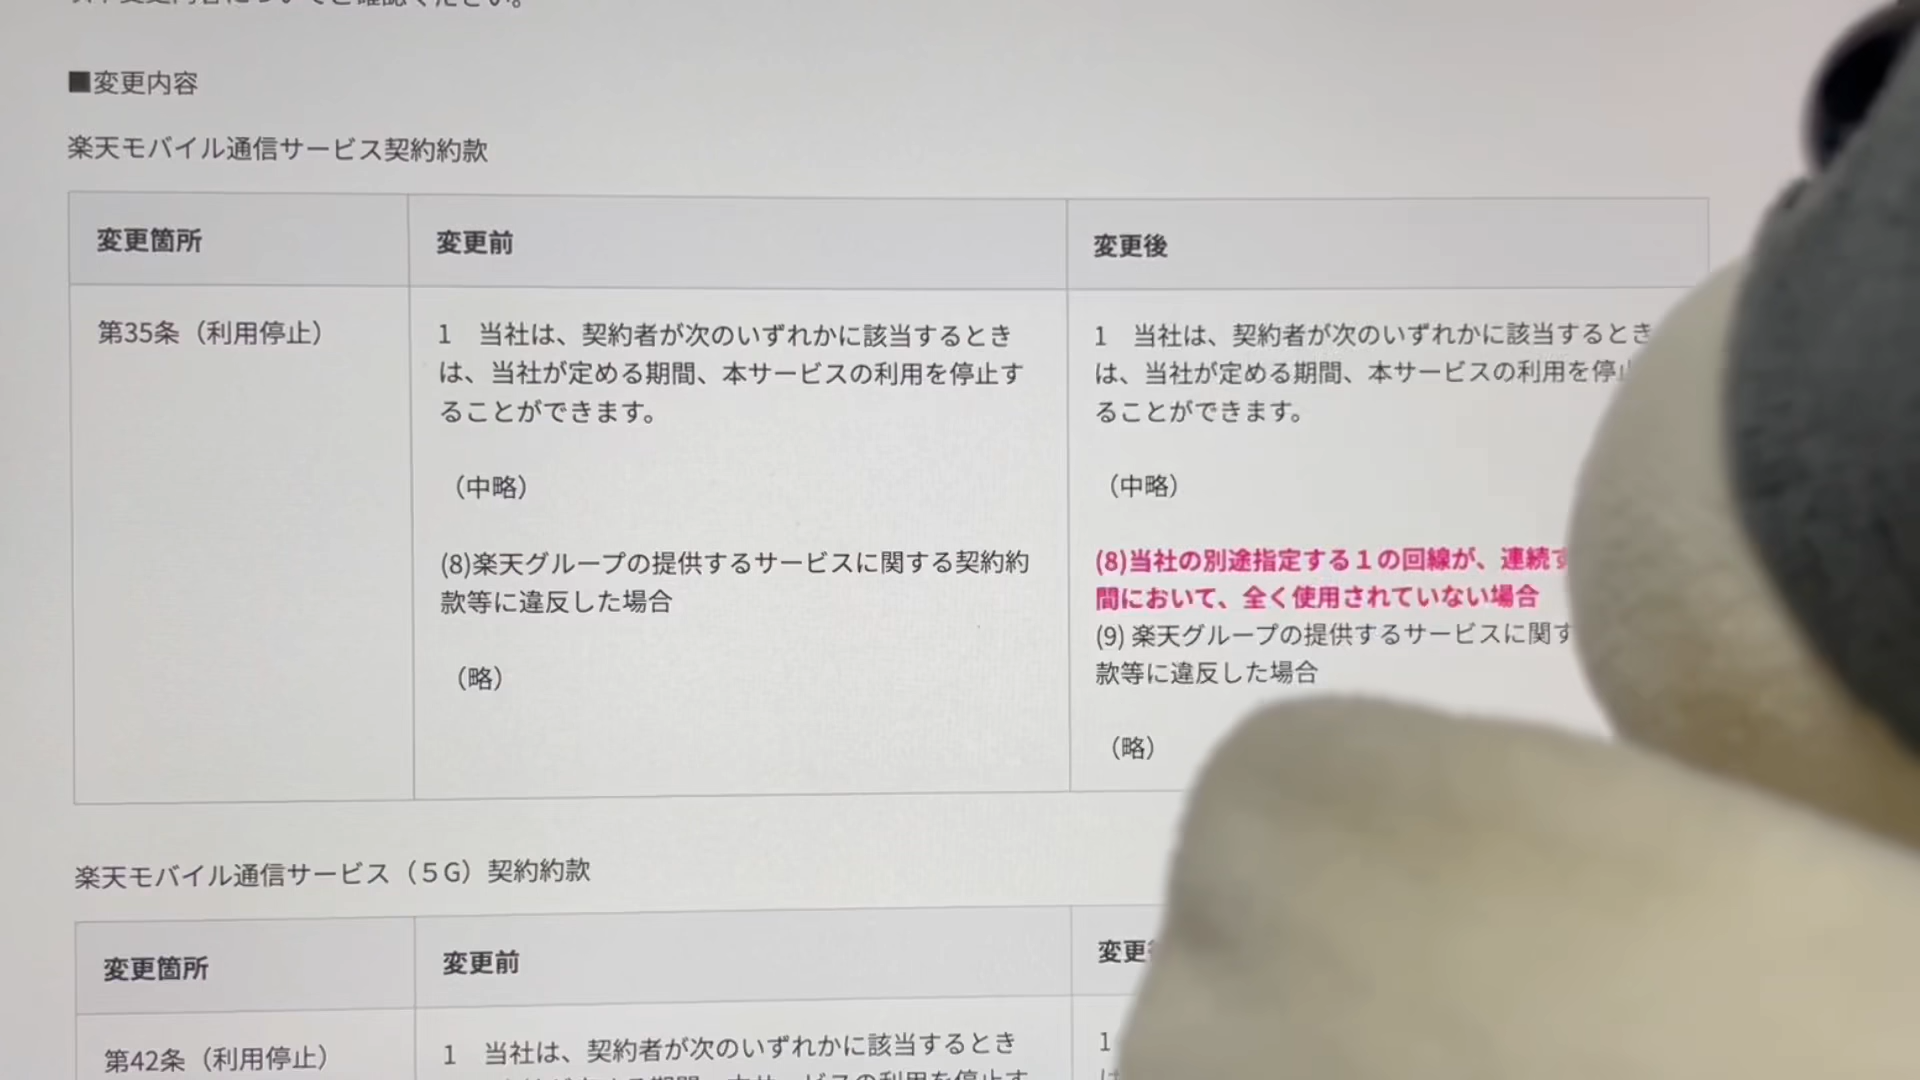 ■変更内容
楽天モバイル通信サービス契約約款
変更箇所
変更前
変更後
第35条（利用停止）
1　当社は、契約者が次のいずれかに該当するとき
は、当社が定める期間、本サービスの利用を停止す
ることができます。
（中略）
(8)楽天グループの提供するサービスに関する契約約
款等に違反した場合
（略）
1　当社は、契約者が次のいずれかに該当するとき
は、当社が定める期間、本サービスの利用を停
ることができます。
（中略）
(8)当社の別途指定する１の回線が、連続
間において、全く使用されていない場合
(9) 楽天グループの提供するサービスに関す
款等に違反した場合
（略）
楽天モバイル通信サービス（５G）契約約款
変更箇所
変更前
変更
第42条（利用停止）
1　当社は、契約者が次のいずれかに該当するとき
1